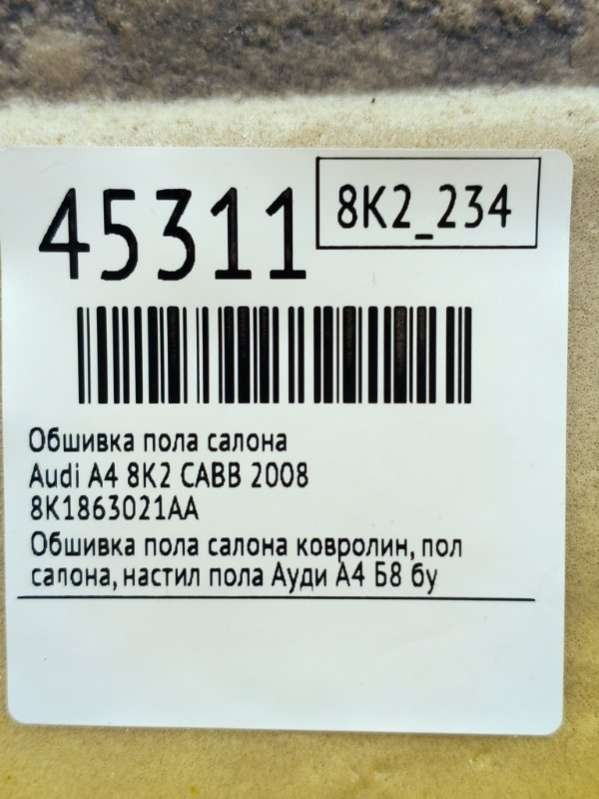 45311
8K2_234
Обшивка пола салона
Audi A4 8K2 CABB 2008
8K1863021AA
Обшивка пола салона ковролин, пол
салона, настил пола Ауди А4 Б8 бу